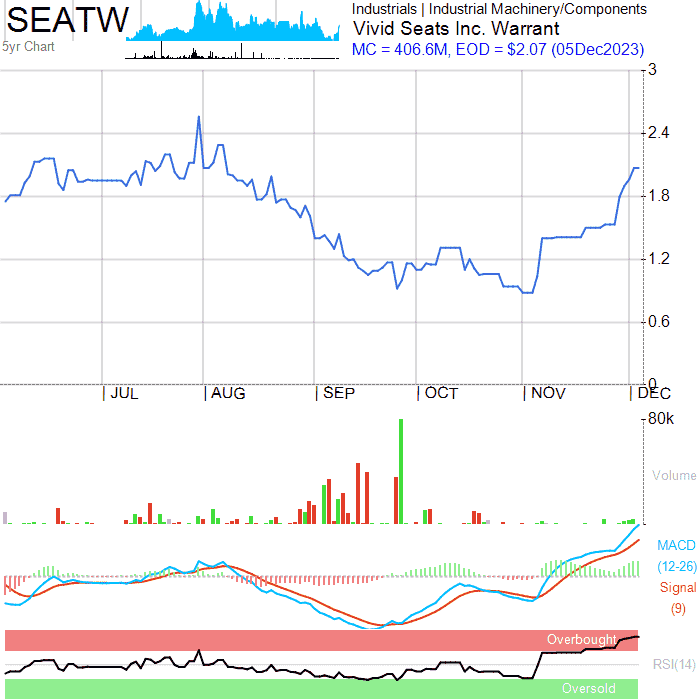 SEATW
5yr Chart
Industrials | Industrial Machinery/Components
Vivid Seats Inc. Warrant
MC = 406.6M, EOD = $2.07 (05Dec2023)
3
2.4
1.8
1.2
0.6
0
| JUL | AUG | SEP | OCT | NOV | DEC
80k
Volume
MACD
(12-26)
Signal
(9)
Overbought
RSI(14)
Oversold